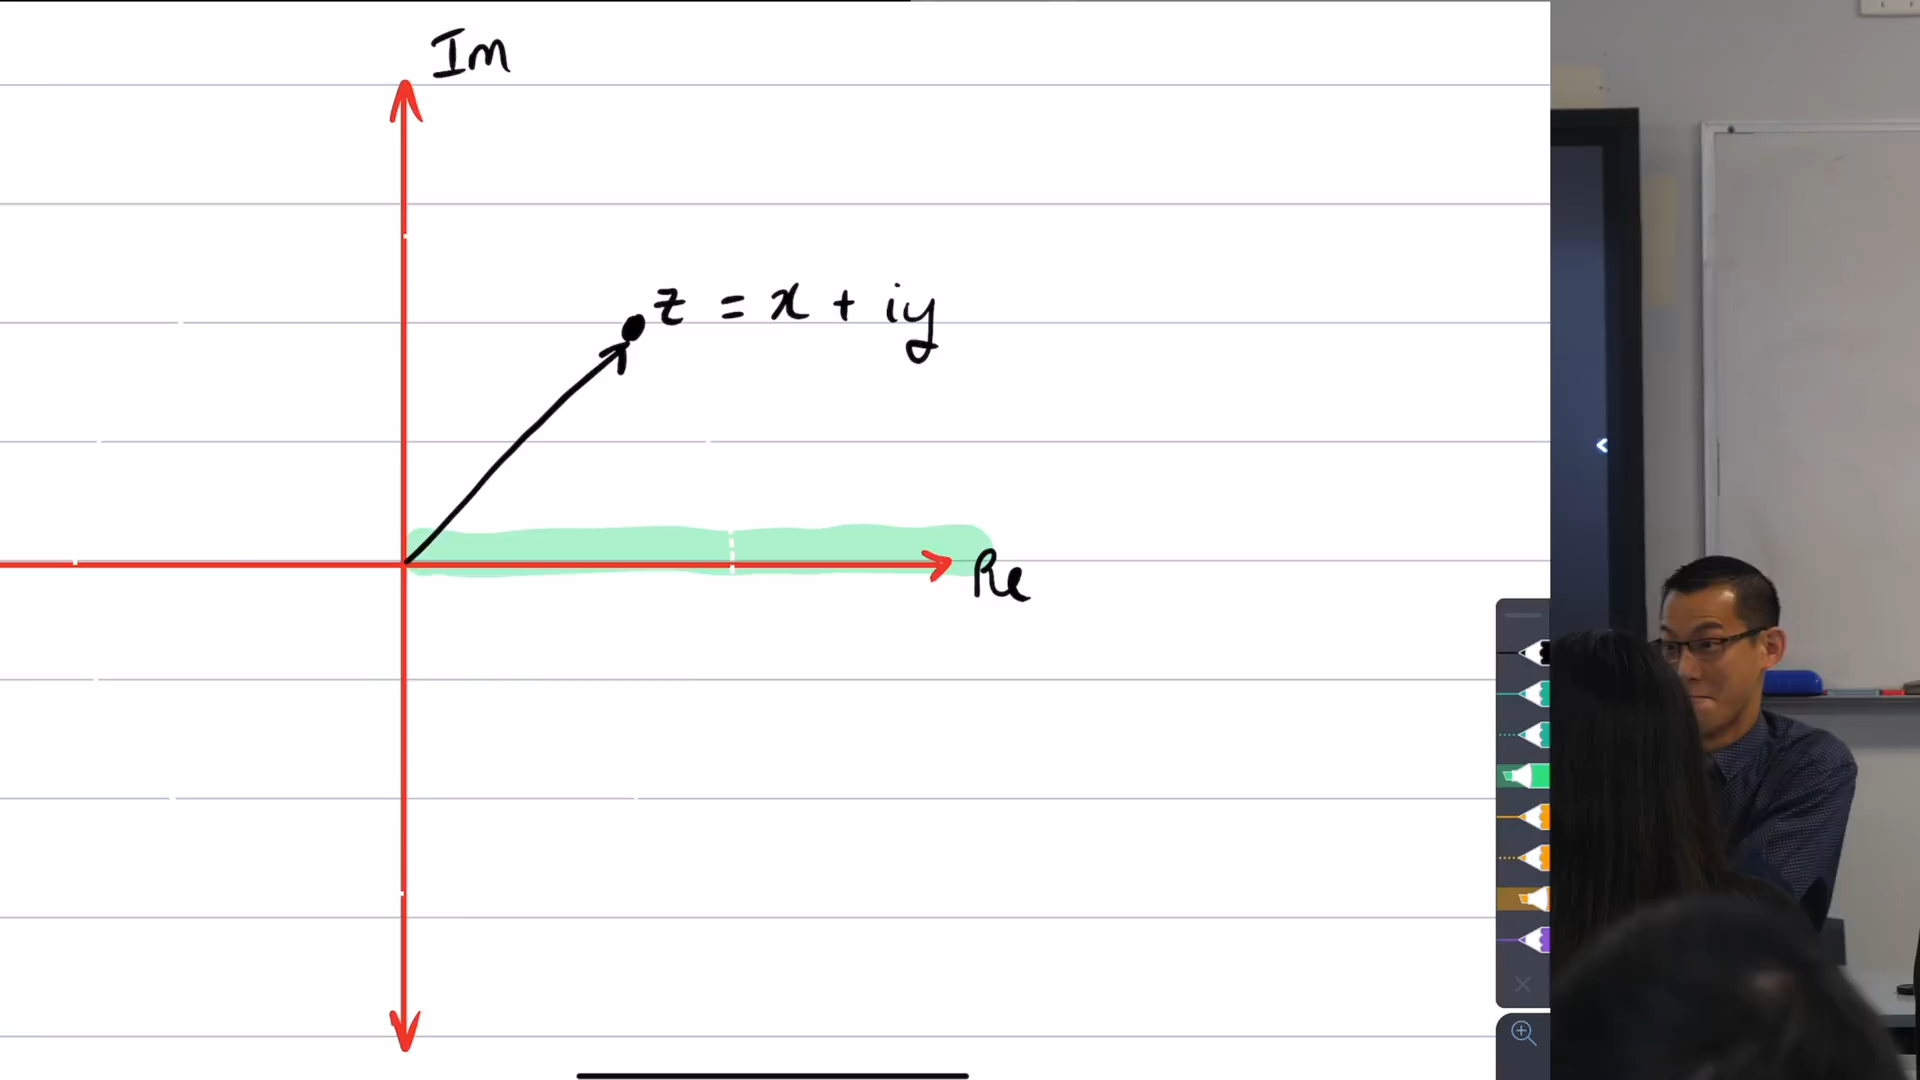 Im
z = x + iy
Re